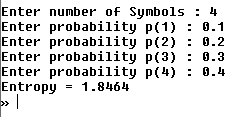 Enter number of Symbols : 4
Enter probability p(1) : 0.1
Enter probability p(2) : 0.2
Enter probability p(3) : 0.3
Enter probability p(4) : 0.4
Entropy = 1.8464
»